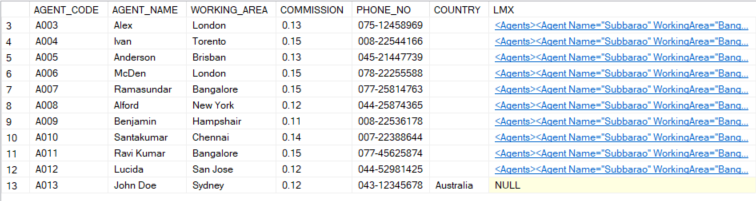 AGENT_CODE AGENT_NAME WORKING_AREA COMMISSION PHONE_NO COUNTRY LMX
3 A003 Alex London 0.13 075-12458969 <Agents><Agent Name="Subbarao" WorkingArea="Bang...
4 A004 Ivan Torento 0.15 008-22544166 <Agents><Agent Name="Subbarao" WorkingArea="Bang...
5 A005 Anderson Brisban 0.13 045-21447739 <Agents><Agent Name="Subbarao" WorkingArea="Bang...
6 A006 McDen London 0.15 078-22255588 <Agents><Agent Name="Subbarao" WorkingArea="Bang...
7 A007 Ramasundar Bangalore 0.15 077-25814763 <Agents><Agent Name="Subbarao" WorkingArea="Bang...
8 A008 Alford New York 0.12 044-25874365 <Agents><Agent Name="Subbarao" WorkingArea="Bang...
9 A009 Benjamin Hampshair 0.11 008-22536178 <Agents><Agent Name="Subbarao" WorkingArea="Bang...
10 A010 Santakumar Chennai 0.14 007-22388644 <Agents><Agent Name="Subbarao" WorkingArea="Bang...
11 A011 Ravi Kumar Bangalore 0.15 077-45625874 <Agents><Agent Name="Subbarao" WorkingArea="Bang...
12 A012 Lucida San Jose 0.12 044-52981425 <Agents><Agent Name="Subbarao" WorkingArea="Bang...
13 A013 John Doe Sydney 0.12 043-12345678 Australia NULL